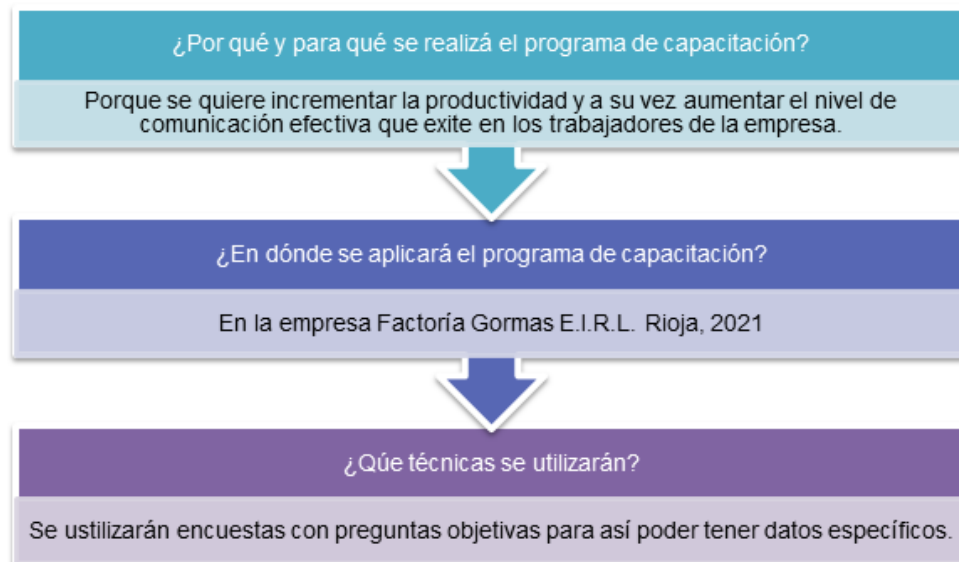 ¿Por qué y para qué se realizá el programa de capacitación?
Porque se quiere incrementar la productividad y a su vez aumentar el nivel de
comunicación efectiva que exite en los trabajadores de la empresa.
¿En dónde se aplicará el programa de capacitación?
En la empresa Factoría Gormas E.I.R.L. Rioja, 2021
¿Qúe técnicas se utilizarán?
Se ustilizarán encuestas con preguntas objetivas para así poder tener datos específicos.